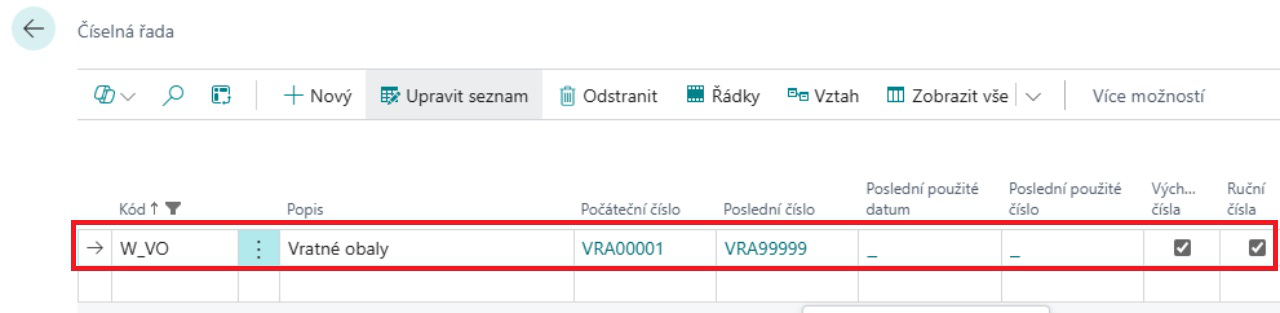 Číselná řada
Nový Upravit seznam Odstranit Řádky Vztah Zobrazit vše Více možností
Kód ↑ Popis Počáteční číslo Poslední číslo Poslední použité datum Poslední použité číslo Vých... čísla Ruční čísla
→ W_VO Vratné obaly VRA00001 VRA99999 _ _